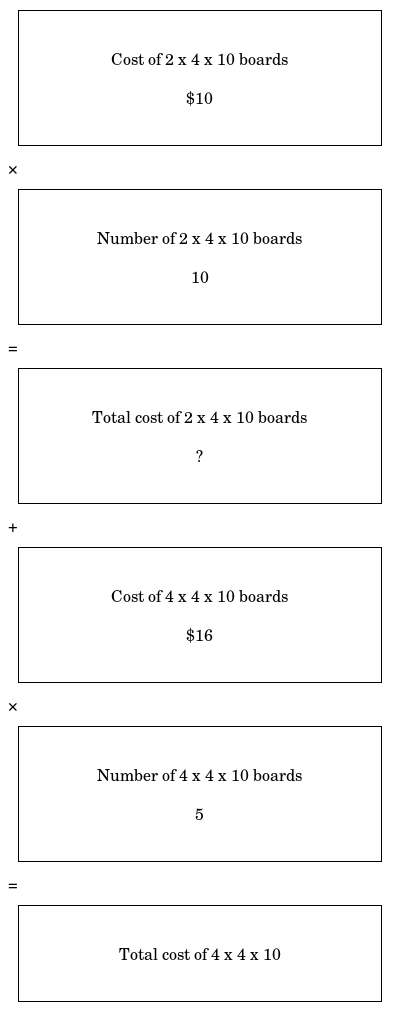 Cost of 2 x 4 x 10 boards
$10
×
Number of 2 x 4 x 10 boards
10
=
Total cost of 2 x 4 x 10 boards
?
+
Cost of 4 x 4 x 10 boards
$16
×
Number of 4 x 4 x 10 boards
5
=
Total cost of 4 x 4 x 10